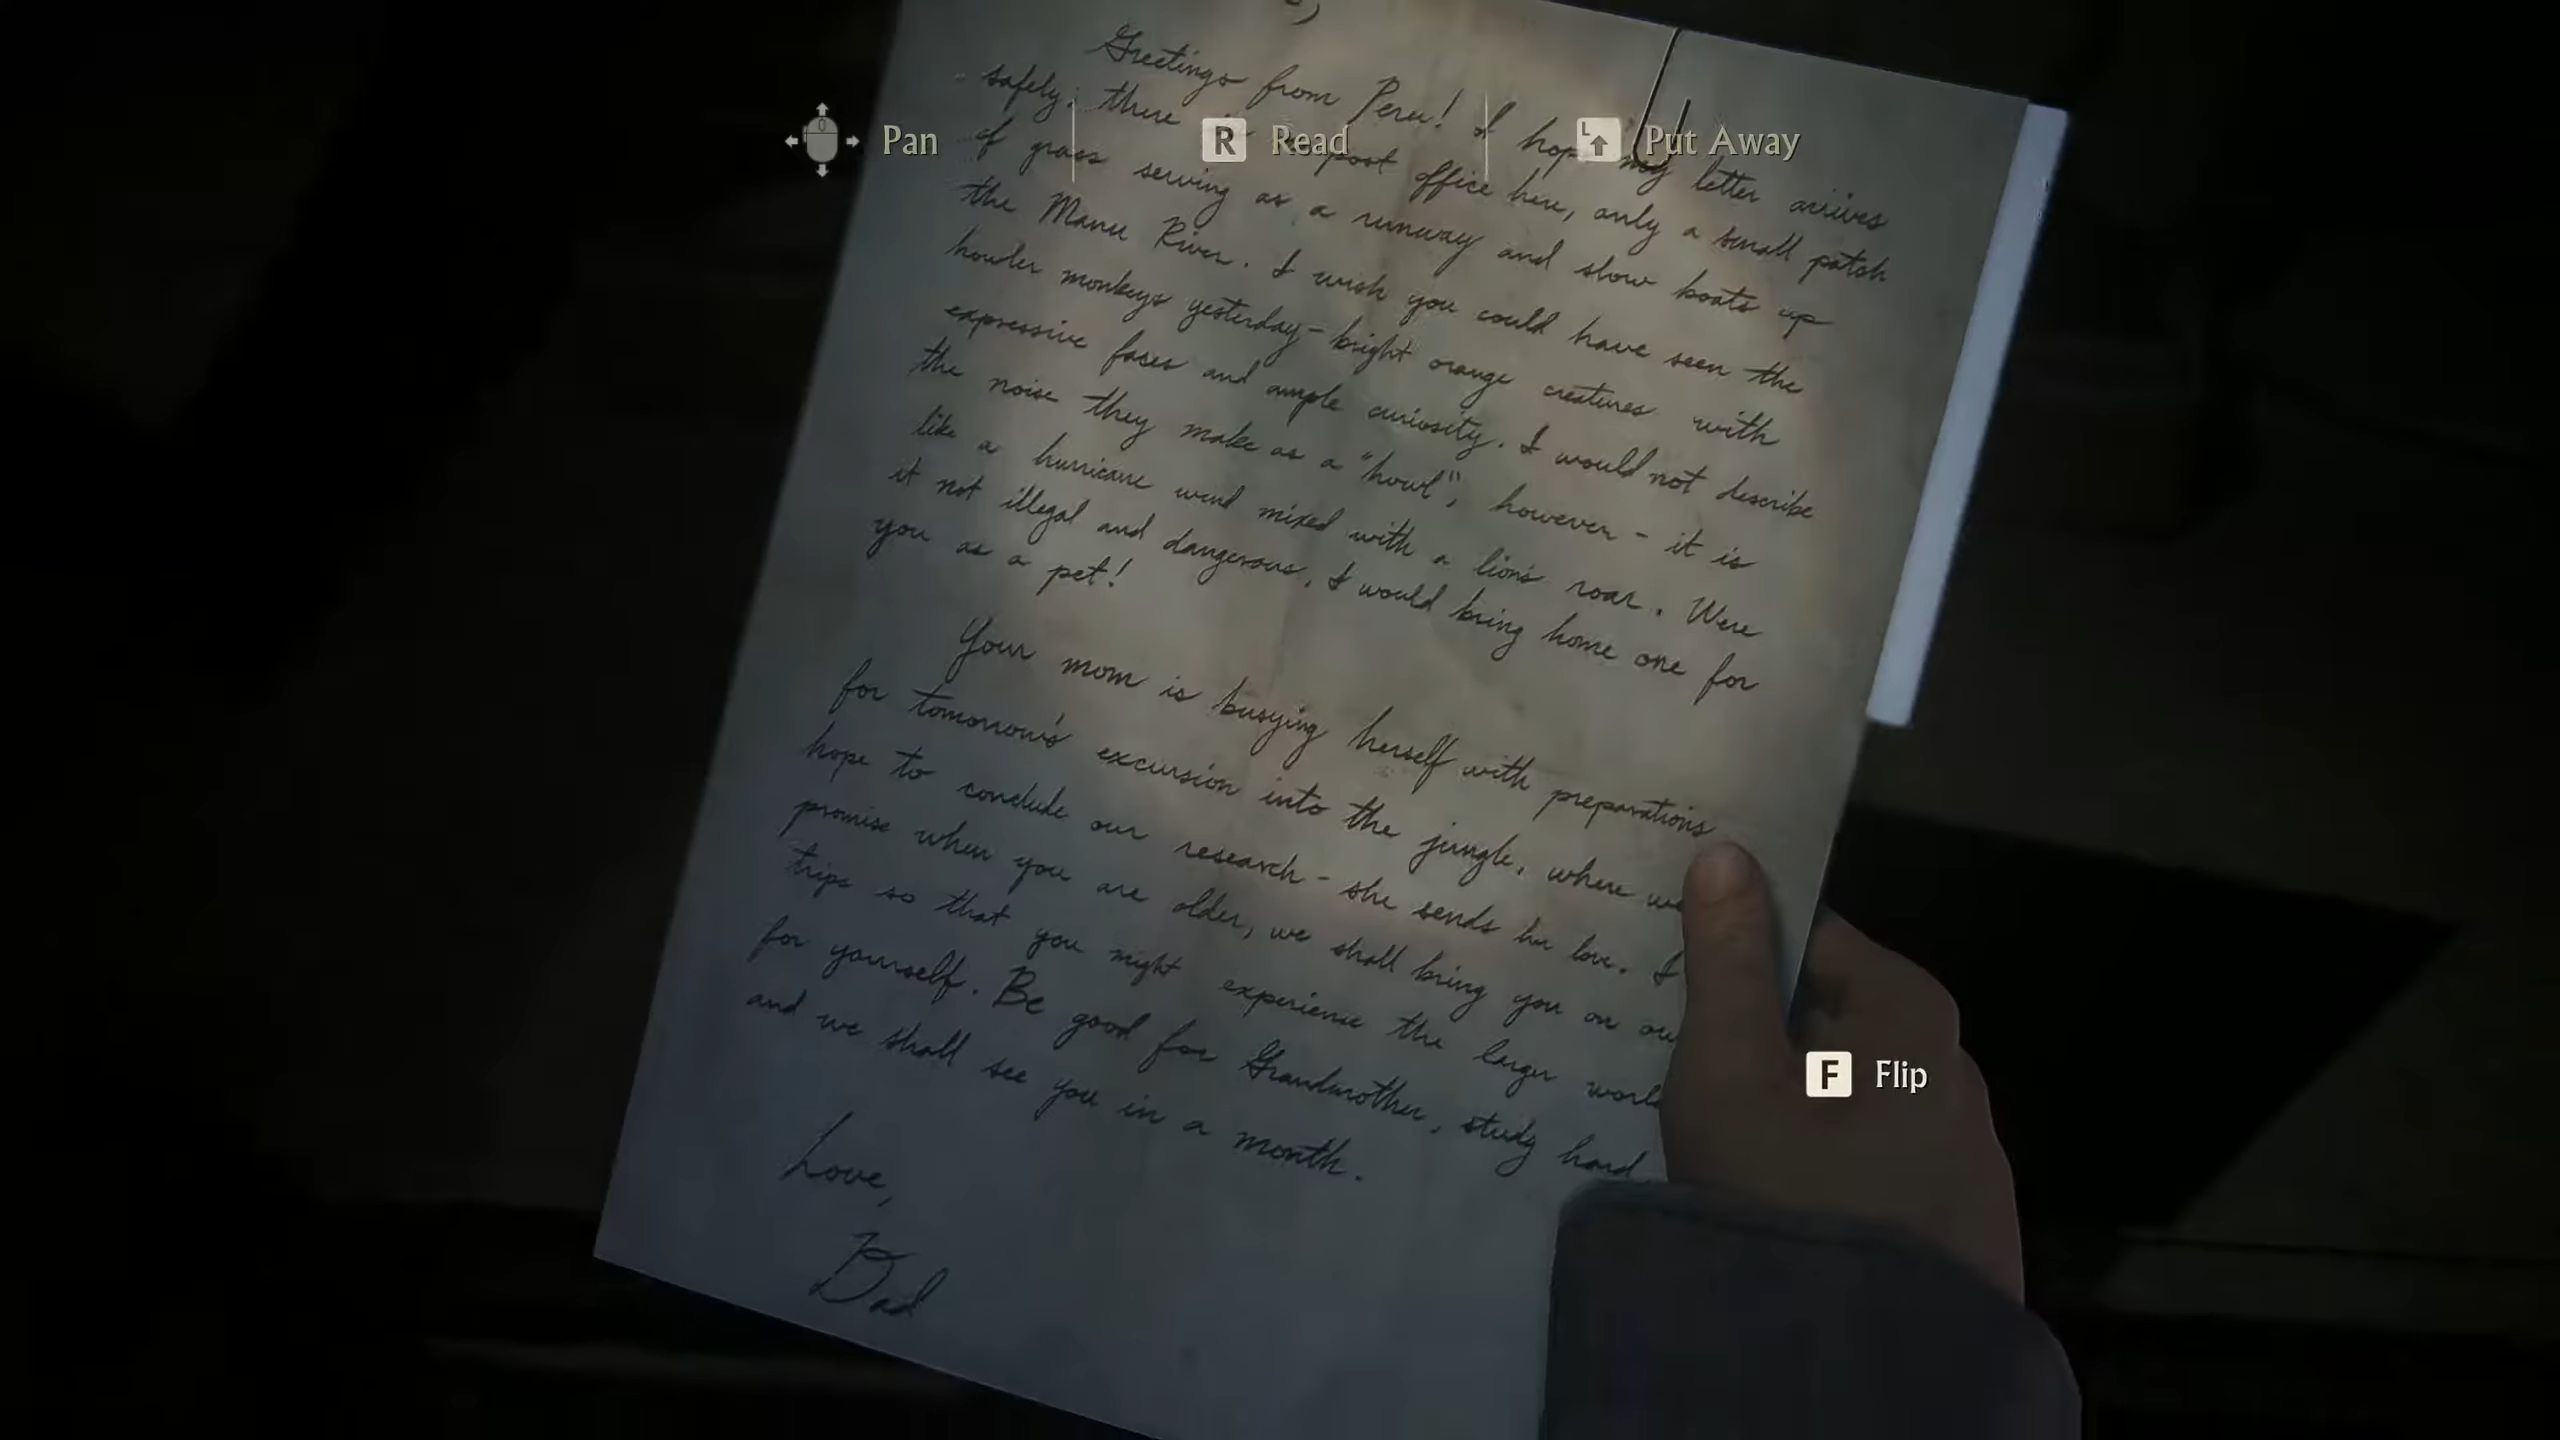 Greetings from Peru! I hope my letter arrives
safely. there is no post office here, only a small patch
of grass serving as a runway and slow boats up
the Manu River. I wish you could have seen the
howler monkeys yesterday - bright orange creatures with
expressive faces and ample curiosity. I would not describe
the noise they make as a "howl", however - it is
like a hurricane wind mixed with a lion's roar. Were
it not illegal and dangerous, I would bring home one for
you as a pet!
Your mom is busying herself with preparations
for tomorrow's excursion into the jungle, where we
hope to conclude our research - she sends her love. I
promise when you are older, we shall bring you on ou
trips so that you might experience the larger worl
for yourself. Be good for Grandmother, study hard
and we shall see you in a month.
Love,
Dad
Pan
R Read
L Put Away
F Flip